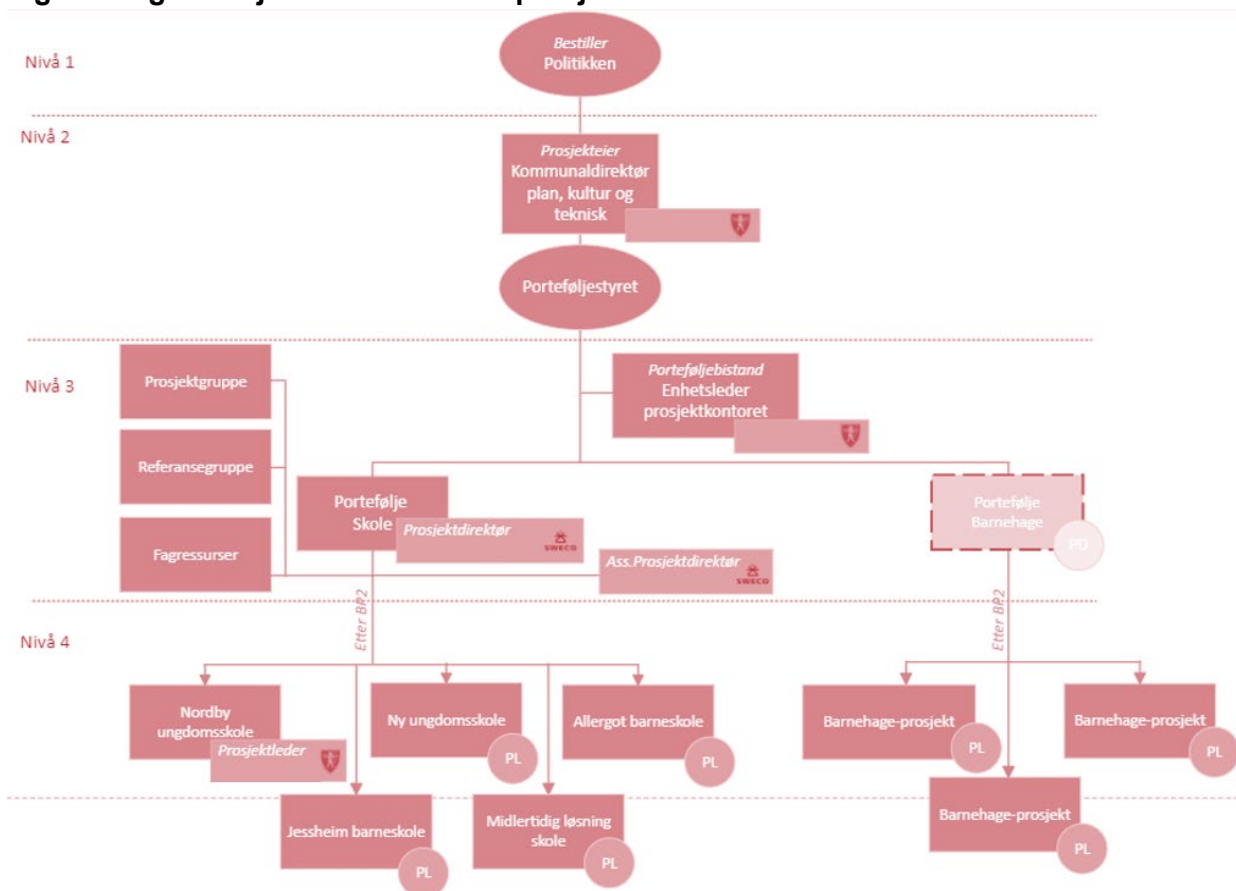 Nivå 1
Bestiller
Politikken
Nivå 2
Prosjekteier
Kommunaldirektør
plan, kultur og
teknisk
Porteføljestyret
Nivå 3
Prosjektgruppe
Referansegruppe
Fagressurser
Porteføljebistand
Enhetsleder
prosjektkontoret
Portefølje
Skole
Prosjektdirektør
SWECO
Ass.Prosjektdirektør
SWECO
Portefølje
Barnehage
PD
Etter BP2
Etter BP2
Nivå 4
Nordby
ungdomsskole
Prosjektleder
Ny ungdomsskole
PL
Allergot barneskole
PL
Barnehage-prosjekt
PL
Barnehage-prosjekt
PL
Jessheim barneskole
PL
Midlertidig løsning
skole
PL
Barnehage-prosjekt
PL